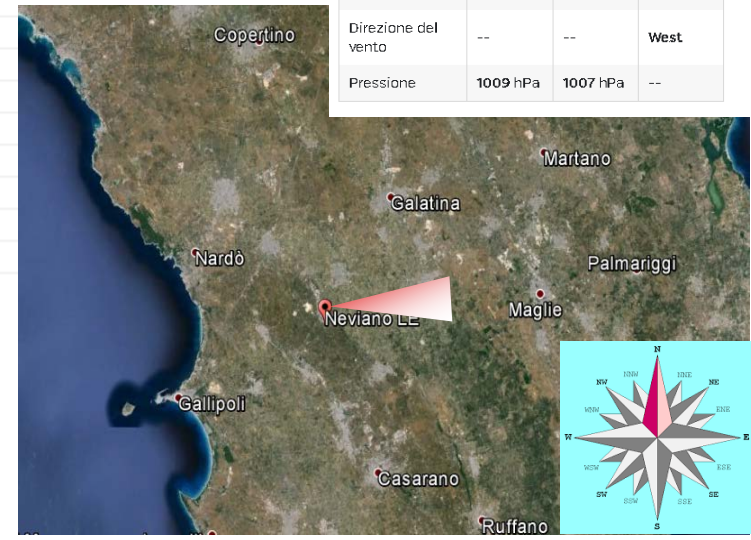 Direzione del vento -- -- West
Pressione 1009 hPa 1007 hPa --
Copertino
Martano
Galatina
Nardò
Palmariggi
Neviano LE
Maglie
Gallipoli
Casarano
Ruffano
N
NNW NNE
NW NE
WNW ENE
W E
WSW ESE
SW SE
SSW SSE
S